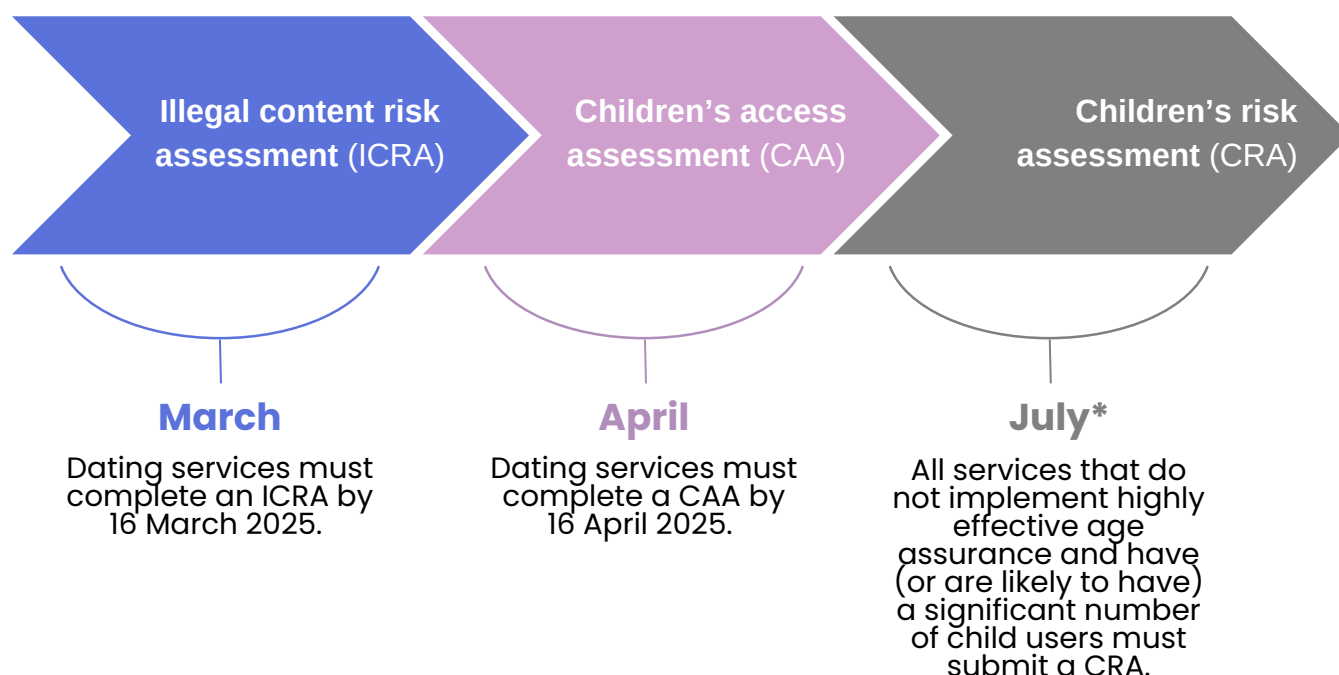 Illegal content risk
assessment (ICRA)
Children’s access
assessment (CAA)
Children’s risk
assessment (CRA)
March
Dating services must
complete an ICRA by
16 March 2025.
April
Dating services must
complete a CAA by
16 April 2025.
July*
All services that do
not implement highly
effective age
assurance and have
(or are likely to have)
a significant number
of child users must
submit a CRA.